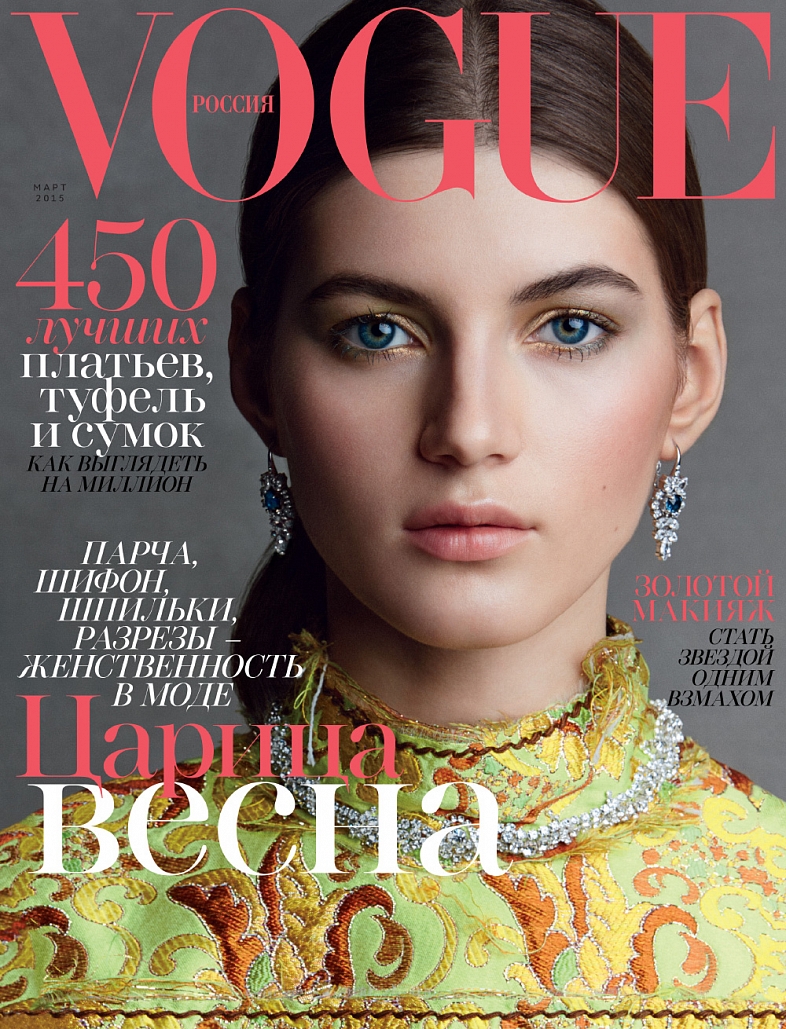 VOGUE
РОССИЯ
МАРТ
2015
450
лучших
платьев,
туфель
и сумок
КАК ВЫГЛЯДЕТЬ
НА МИЛЛИОН
ПАРЧА,
ШИФОН,
ШПИЛЬКИ,
РАЗРЕЗЫ –
ЖЕНСТВЕННОСТЬ
В МОДЕ
Царица
весна
ЗОЛОТОЙ
МАКИЯЖ
СТАТЬ
ЗВЕЗДОЙ
ОДНИМ
ВЗМАХОМ